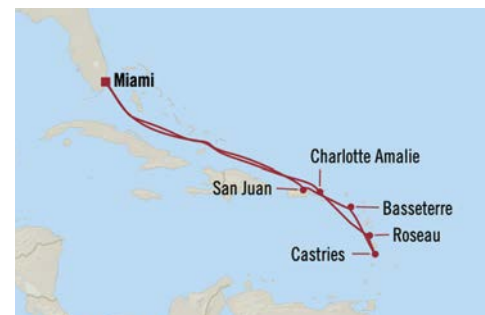 Miami
Charlotte Amalie
San Juan
Basseterre
Roseau
Castries